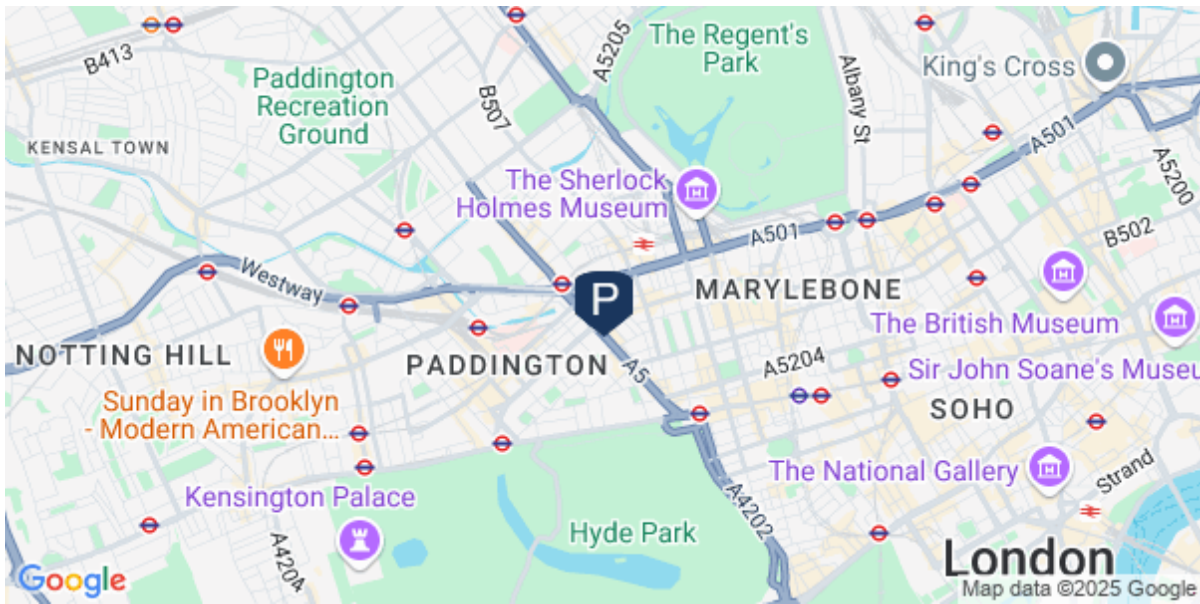 B413
A5205
The Regent's
Park
King's Cross
Paddington
Recreation
Ground
B507
Albany St
A501
KENSAL TOWN
A5200
The Sherlock
Holmes Museum
A501
B502
Westway
MARYLEBONE
The British Museum
NOTTING HILL
PADDINGTON
P
A5
A5204
Sir John Soane's Museu
Sunday in Brooklyn
- Modern American...
SOHO
The National Gallery
Strand
Kensington Palace
A4202
Hyde Park
A4204
London
Google
Map data ©2025 Google